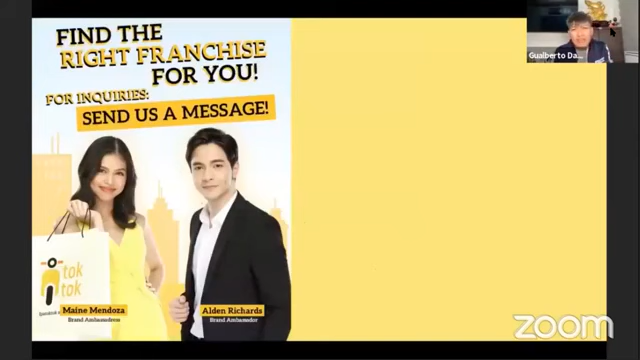 FIND THE
RIGHT FRANCHISE
FOR YOU!
FOR INQUIRIES:
SEND US A MESSAGE!
tok
tok
Maine Mendoza
Brand Ambassadress
Alden Richards
Brand Ambassador
Gualberto Da...
zoom